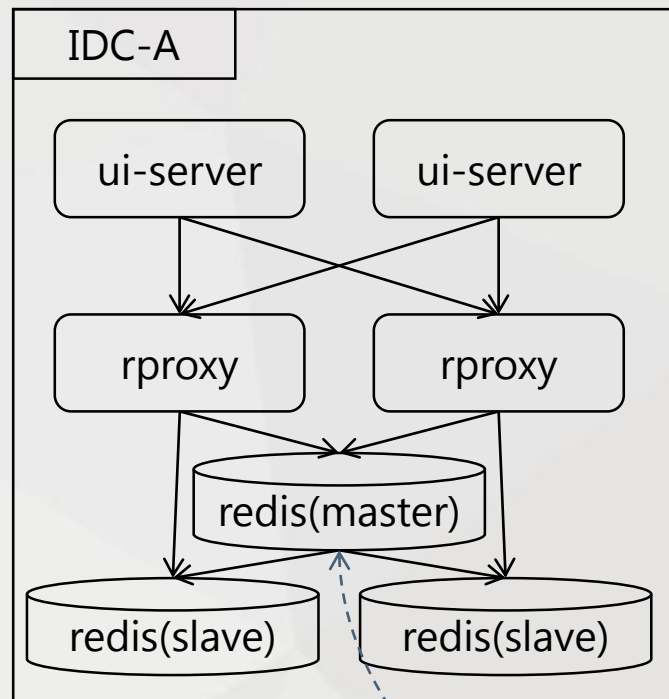 IDC-A
ui-server
ui-server
rproxy
rproxy
redis(master)
redis(slave)
redis(slave)